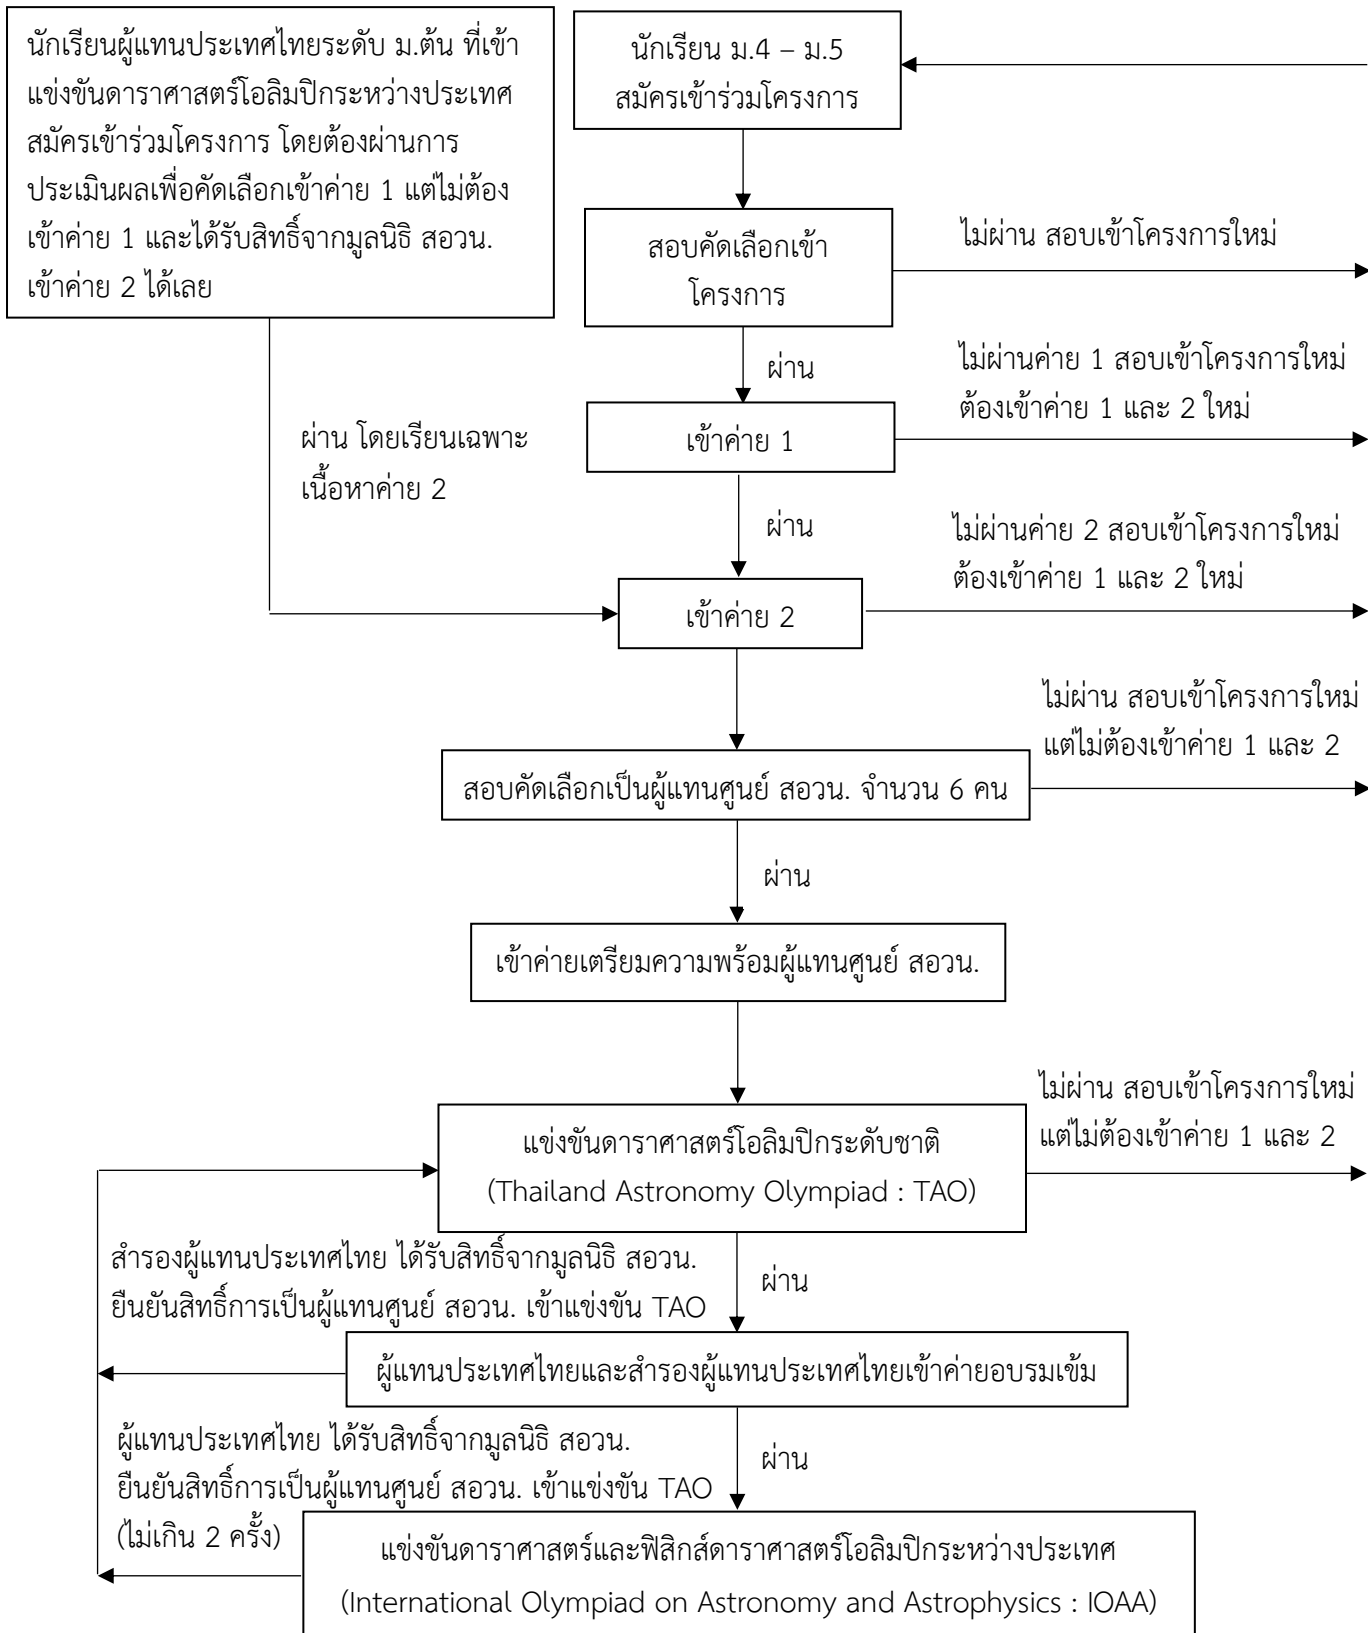 นักเรียนผู้แทนประเทศไทยระดับ ม.ต้น ที่เข้า
แข่งขันดาราศาสตร์โอลิมปิกระหว่างประเทศ
สมัครเข้าร่วมโครงการ โดยต้องผ่านการ
ประเมินผลเพื่อคัดเลือกเข้าค่าย 1 แต่ไม่ต้อง
เข้าค่าย 1 และได้รับสิทธิ์จากมูลนิธิ สอวน.
เข้าค่าย 2 ได้เลย
นักเรียน ม.4 – ม.5
สมัครเข้าร่วมโครงการ
สอบคัดเลือกเข้า
โครงการ
ไม่ผ่าน สอบเข้าโครงการใหม่
ผ่าน
ไม่ผ่านค่าย 1 สอบเข้าโครงการใหม่
ต้องเข้าค่าย 1 และ 2 ใหม่
เข้าค่าย 1
ผ่าน โดยเรียนเฉพาะ
เนื้อหาค่าย 2
ผ่าน
ไม่ผ่านค่าย 2 สอบเข้าโครงการใหม่
ต้องเข้าค่าย 1 และ 2 ใหม่
เข้าค่าย 2
ไม่ผ่าน สอบเข้าโครงการใหม่
แต่ไม่ต้องเข้าค่าย 1 และ 2
สอบคัดเลือกเป็นผู้แทนศูนย์ สอวน. จำนวน 6 คน
ผ่าน
เข้าค่ายเตรียมความพร้อมผู้แทนศูนย์ สอวน.
ไม่ผ่าน สอบเข้าโครงการใหม่
แต่ไม่ต้องเข้าค่าย 1 และ 2
แข่งขันดาราศาสตร์โอลิมปิกระดับชาติ
(Thailand Astronomy Olympiad : TAO)
สำรองผู้แทนประเทศไทย ได้รับสิทธิ์จากมูลนิธิ สอวน.
ยืนยันสิทธิ์การเป็นผู้แทนศูนย์ สอวน. เข้าแข่งขัน TAO
ผ่าน
ผู้แทนประเทศไทยและสำรองผู้แทนประเทศไทยเข้าค่ายอบรมเข้ม
ผู้แทนประเทศไทย ได้รับสิทธิ์จากมูลนิธิ สอวน.
ยืนยันสิทธิ์การเป็นผู้แทนศูนย์ สอวน. เข้าแข่งขัน TAO
(ไม่เกิน 2 ครั้ง)
ผ่าน
แข่งขันดาราศาสตร์และฟิสิกส์ดาราศาสตร์โอลิมปิกระหว่างประเทศ
(International Olympiad on Astronomy and Astrophysics : IOAA)